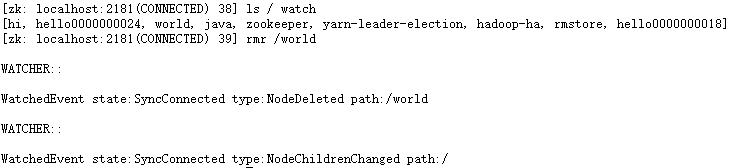 [zk: localhost:2181(CONNECTED) 38] ls / watch
[hi, hello0000000024, world, java, zookeeper, yarn-leader-election, hadoop-ha, rmstore, hello0000000018]
[zk: localhost:2181(CONNECTED) 39] rmr /world
WATCHER::
WatchedEvent state:SyncConnected type:NodeDeleted path:/world
WATCHER::
WatchedEvent state:SyncConnected type:NodeChildrenChanged path:/